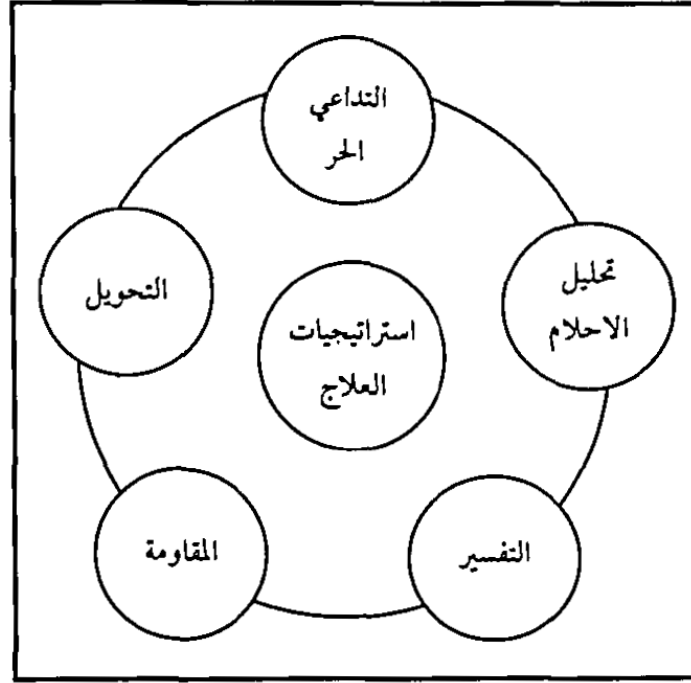 التداعي
الحر
تحليل
الاحلام
التحويل
استراتيجيات
العلاج
المقاومة
التفسير